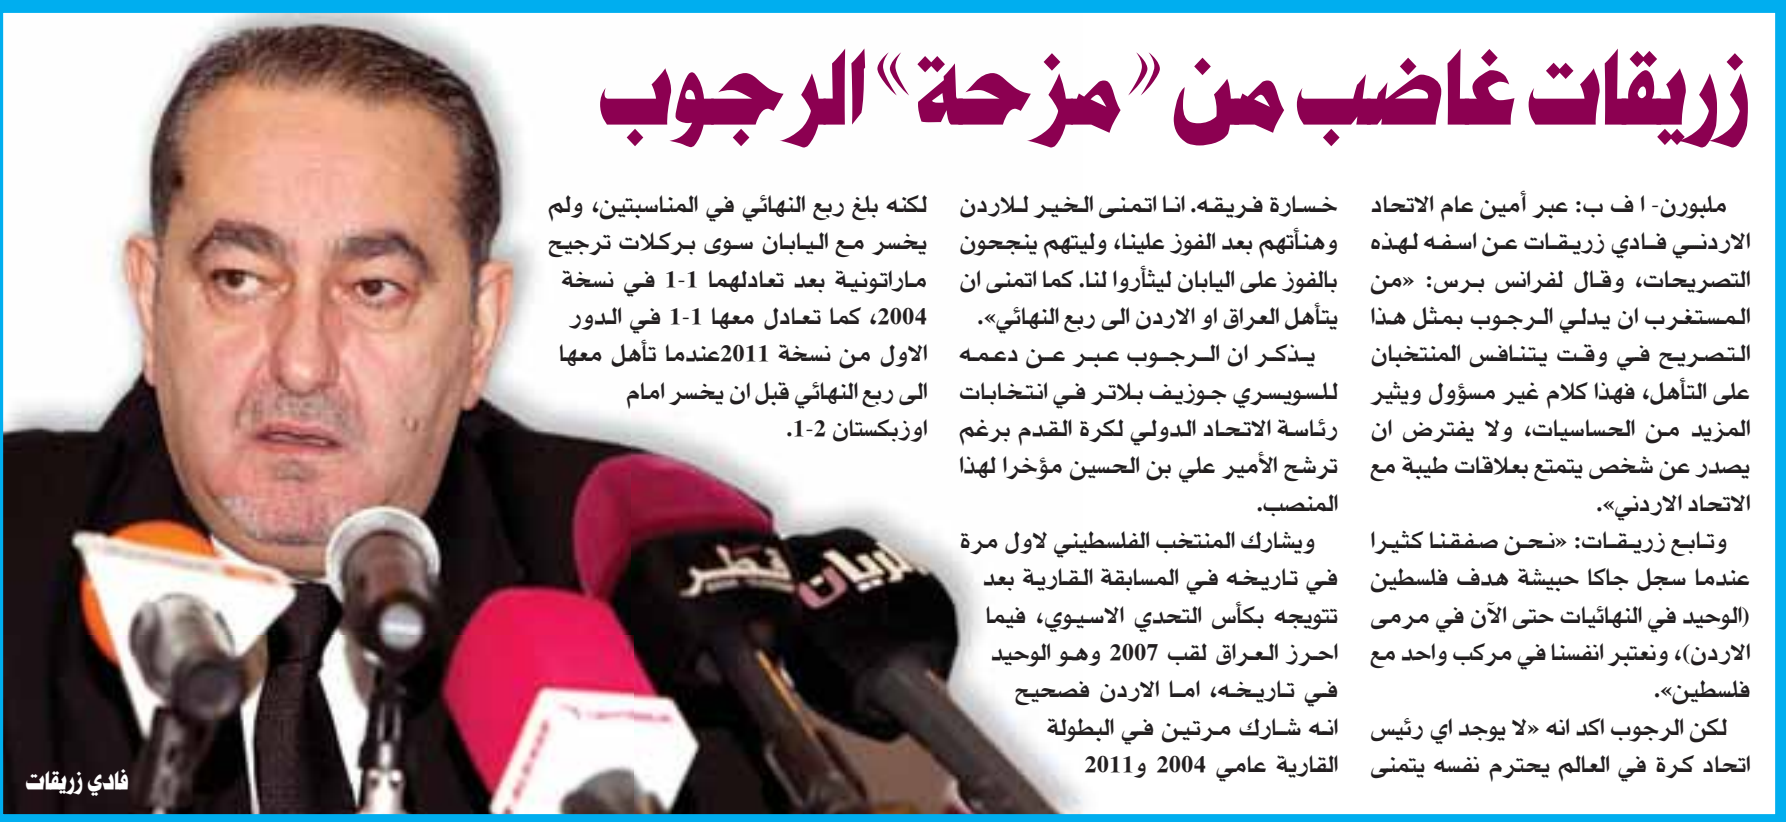 زريقات غاضب من «مزحة» الرجوب
ملبورن- ا ف ب: عبر أمين عام الاتحاد
الاردني فادي زريقات عن اسفه لهذه
التصريحات، وقال لفرانس برس: «من
المستغرب ان يدلي الرجوب بمثل هذا
التصريح في وقت يتنافس المنتخبان
على التأهل، فهذا كلام غير مسؤول ويثير
المزيد من الحساسيات، ولا يفترض ان
يصدر عن شخص يتمتع بعلاقات طيبة مع
الاتحاد الاردني».
وتابع زريقات: «نحن صفقنا كثيرا
عندما سجل جاكا حبيشة هدف فلسطين
(الوحيد في النهائيات حتى الآن في مرمى
الاردن)، ونعتبر انفسنا في مركب واحد مع
فلسطين».
لكن الرجوب اكد انه «لا يوجد اي رئيس
اتحاد كرة في العالم يحترم نفسه يتمنى
خسارة فريقه. انا اتمنى الخير للاردن
وهنأتهم بعد الفوز علينا، وليتهم ينجحون
بالفوز على اليابان ليثأروا لنا. كما اتمنى ان
يتأهل العراق او الاردن الى ربع النهائي».
يذكر ان الرجوب عبر عن دعمه
للسويسري جوزيف بلاتر في انتخابات
رئاسة الاتحاد الدولي لكرة القدم برغم
ترشح الأمير علي بن الحسين مؤخرا لهذا
المنصب.
ويشارك المنتخب الفلسطيني لاول مرة
في تاريخه في المسابقة القارية بعد
تتويجه بكأس التحدي الاسيوي، فيما
احرز العراق لقب 2007 وهو الوحيد
في تاريخه، اما الاردن فصحيح
انه شارك مرتين في البطولة
القارية عامي 2004 و2011
لكنه بلغ ربع النهائي في المناسبتين، ولم
يخسر مع اليابان سوى بركلات ترجيح
ماراتونية بعد تعادلهما 1-1 في نسخة
2004، كما تعادل معها 1-1 في الدور
الاول من نسخة 2011عندما تأهل معها
الى ربع النهائي قبل ان يخسر امام
اوزبكستان 2-1.
الريان
قطر
فادي زريقات